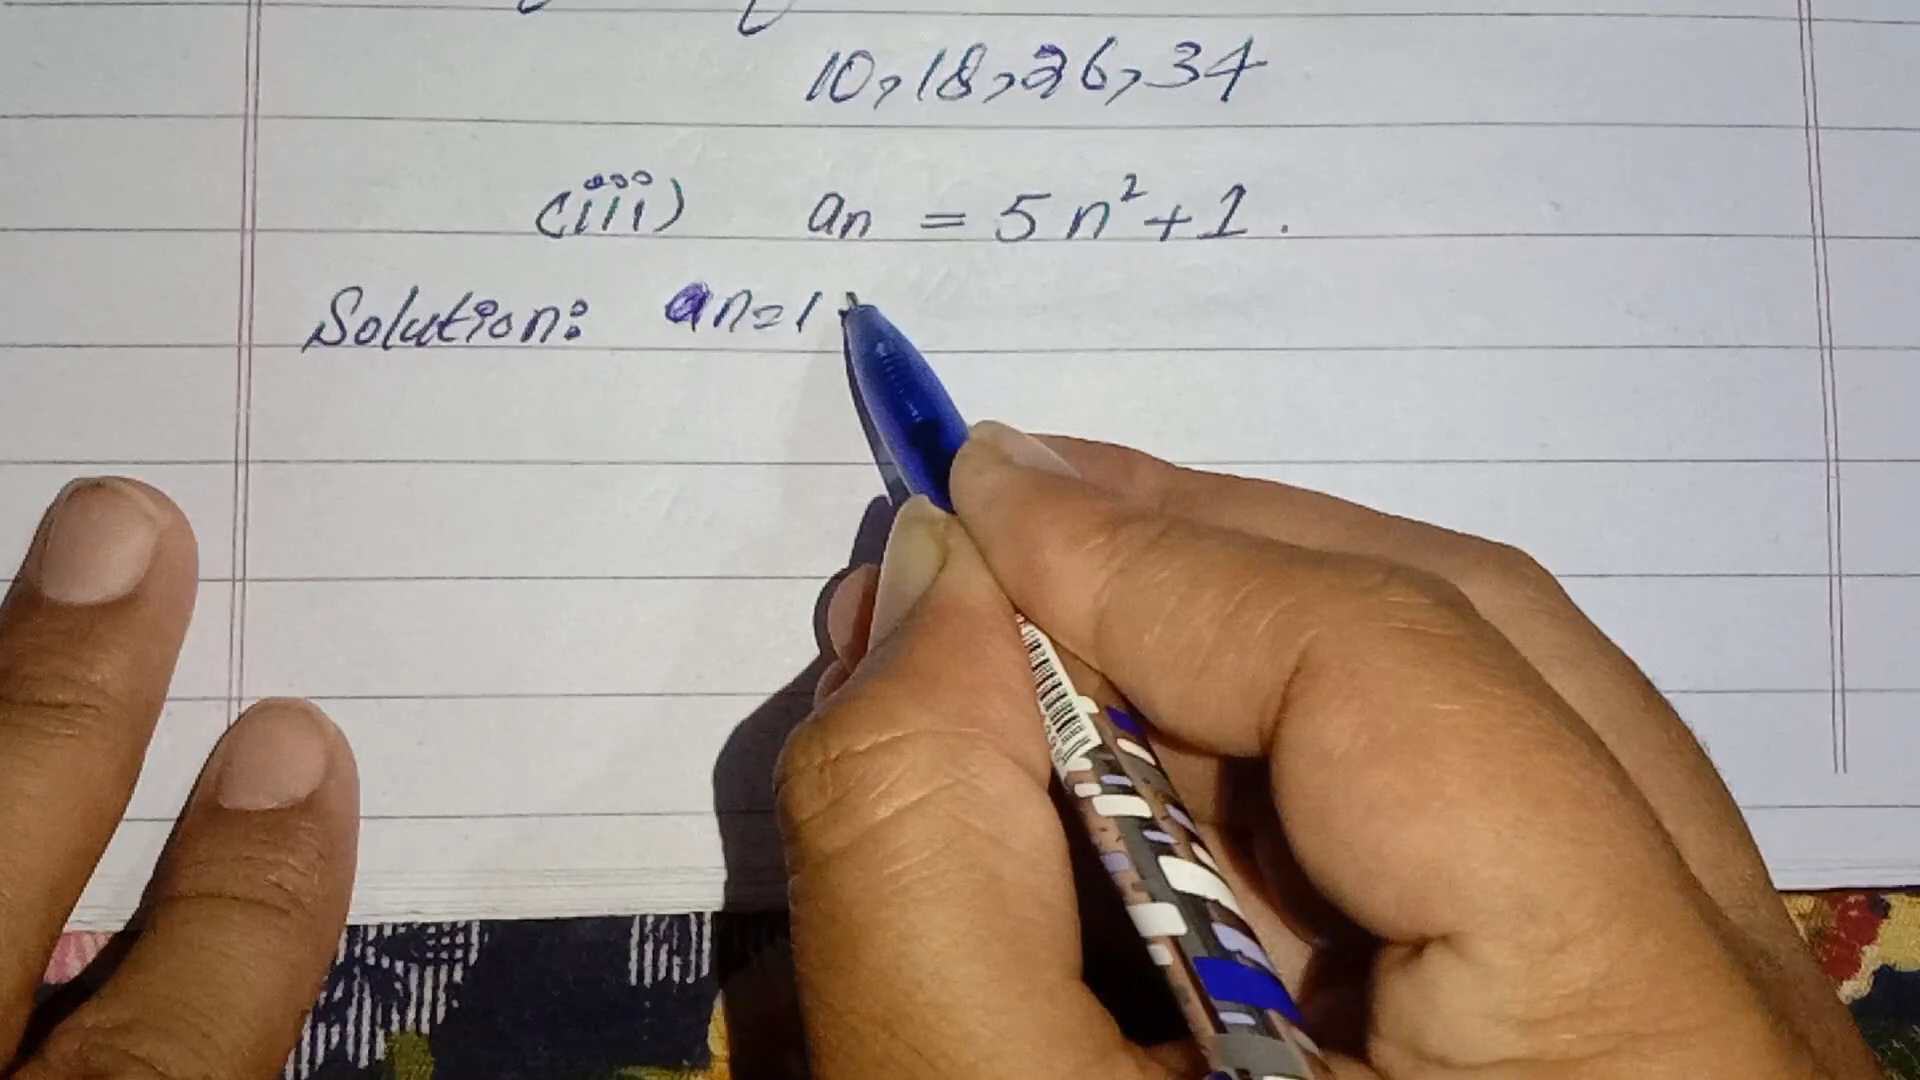 10, 18, 26, 34
(iii) an = 5n²+1.
Solution: an=1